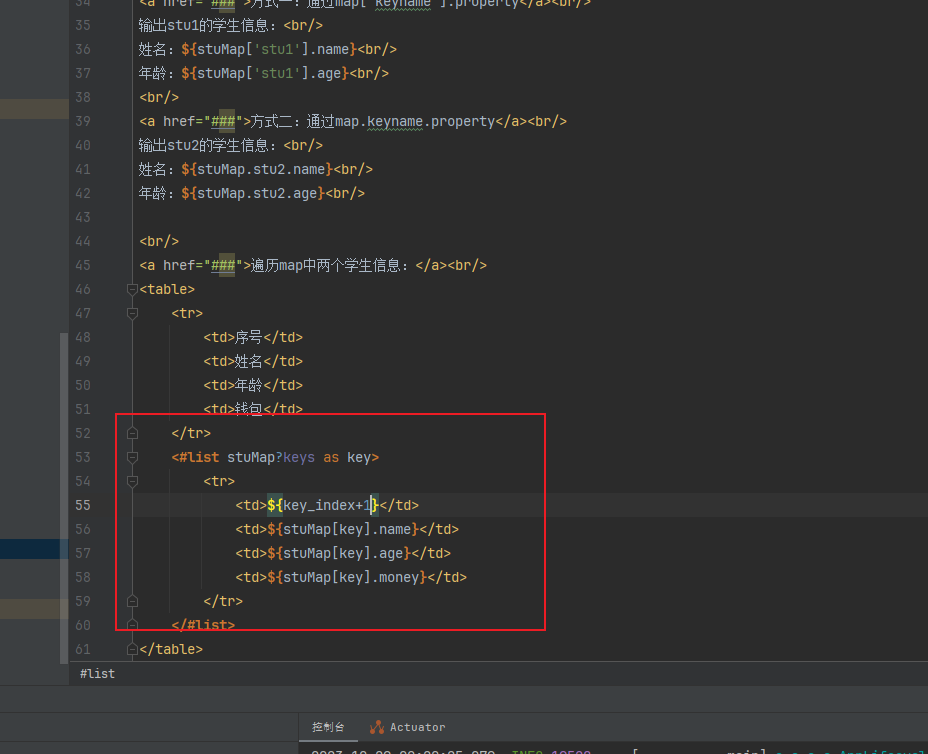 34 <a href="###">方式一：通过map['keyname'].property</a><br/>
35 输出stu1的学生信息：<br/>
36 姓名：${stuMap['stu1'].name}<br/>
37 年龄：${stuMap['stu1'].age}<br/>
38 <br/>
39 <a href="###">方式二：通过map.keyname.property</a><br/>
40 输出stu2的学生信息：<br/>
41 姓名：${stuMap.stu2.name}<br/>
42 年龄：${stuMap.stu2.age}<br/>
43
44 <br/>
45 <a href="###">遍历map中两个学生信息：</a><br/>
46 <table>
47 <tr>
48 <td>序号</td>
49 <td>姓名</td>
50 <td>年龄</td>
51 <td>钱包</td>
52 </tr>
53 <#list stuMap?keys as key>
54 <tr>
55 <td>${key_index+1}</td>
56 <td>${stuMap[key].name}</td>
57 <td>${stuMap[key].age}</td>
58 <td>${stuMap[key].money}</td>
59 </tr>
60 </#list>
61 </table>
#list
控制台 Actuator